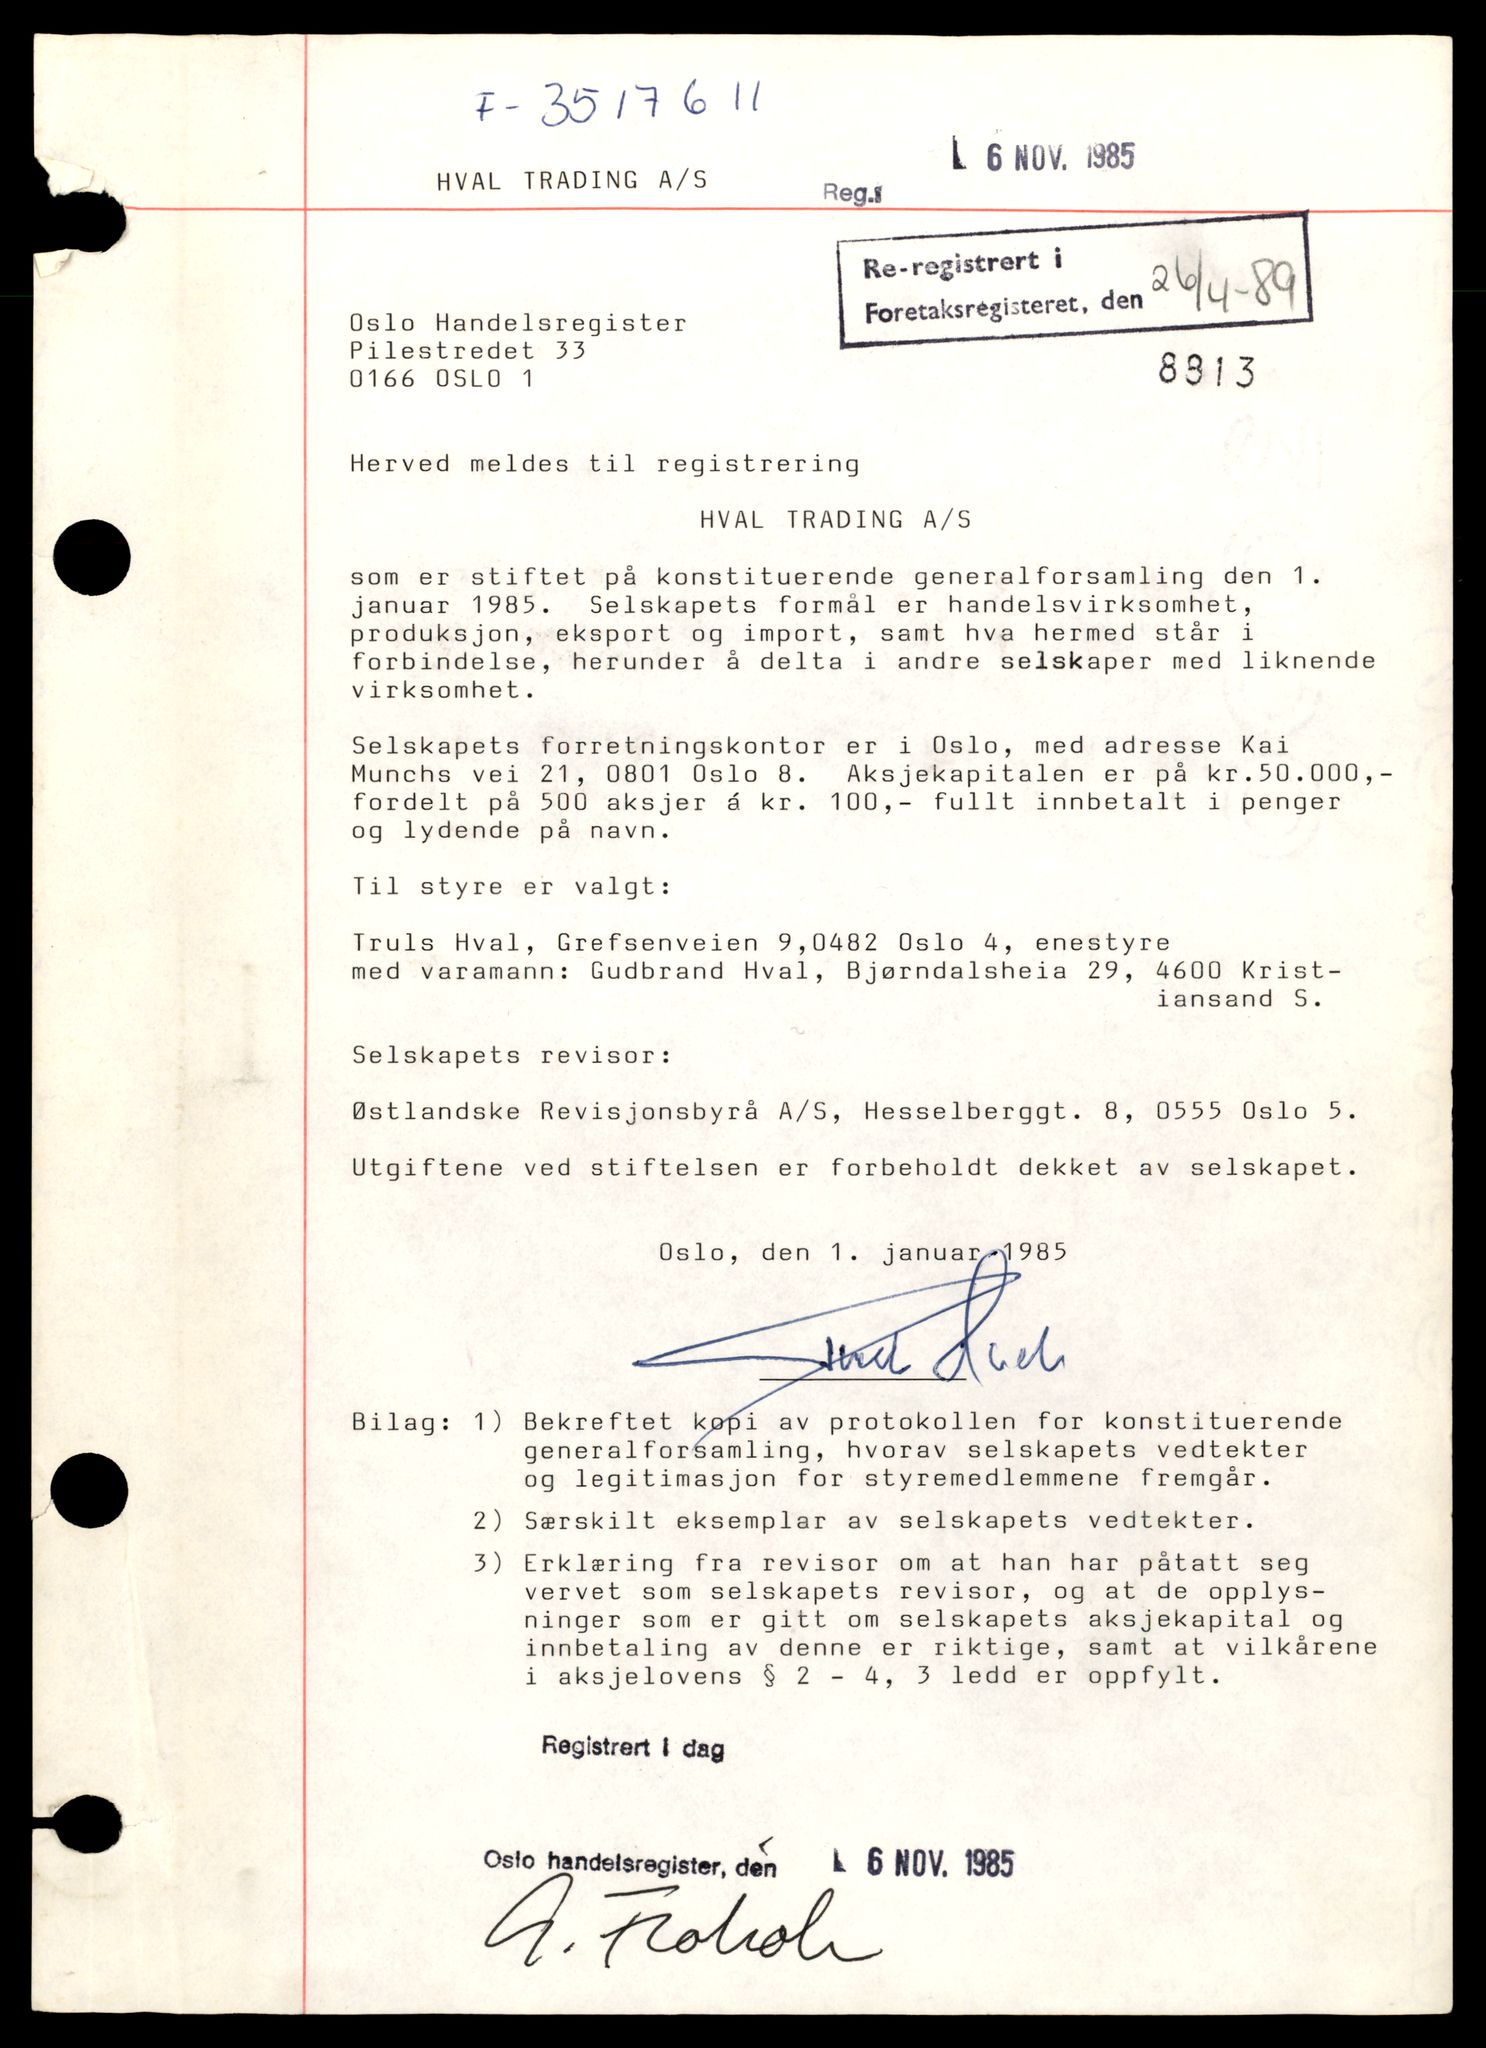 F- 3517611
6 NOV. 1985
HVAL TRADING A/S
Reg.
Re-registrert i
Foretaksregisteret, den 26/4-89
Oslo Handelsregister
Pilestredet 33
0166 OSLO 1
8313
Herved meldes til registrering
HVAL TRADING A/S
som er stiftet på konstituerende generalforsamling den 1.
januar 1985. Selskapets formål er handelsvirksomhet,
produksjon, eksport og import, samt hva hermed står i
forbindelse, herunder å delta i andre selskaper med liknende
virksomhet.
Selskapets forretningskontor er i Oslo, med adresse Kai
Munchs vei 21, 0801 Oslo 8. Aksjekapitalen er på kr.50.000,-
fordelt på 500 aksjer á kr. 100,- fullt innbetalt i penger
og lydende på navn.
Til styre er valgt:
Truls Hval, Grefsenveien 9,0482 Oslo 4, enestyre
med varamann: Gudbrand Hval, Bjørndalsheia 29, 4600 Krist-
iansand S.
Selskapets revisor:
Østlandske Revisjonsbyrå A/S, Hesselberggt. 8, 0555 Oslo 5.
Utgiftene ved stiftelsen er forbeholdt dekket av selskapet.
Oslo, den 1. januar 1985
Bilag: 1) Bekreftet kopi av protokollen for konstituerende
generalforsamling, hvorav selskapets vedtekter
og legitimasjon for styremedlemmene fremgår.
2) Særskilt eksemplar av selskapets vedtekter.
3) Erklæring fra revisor om at han har påtatt seg
vervet som selskapets revisor, og at de opplys-
ninger som er gitt om selskapets aksjekapital og
innbetaling av denne er riktige, samt at vilkårene
i aksjelovens § 2 - 4, 3 ledd er oppfylt.
Registrert i dag
Oslo handelsregister, den 6 NOV. 1985